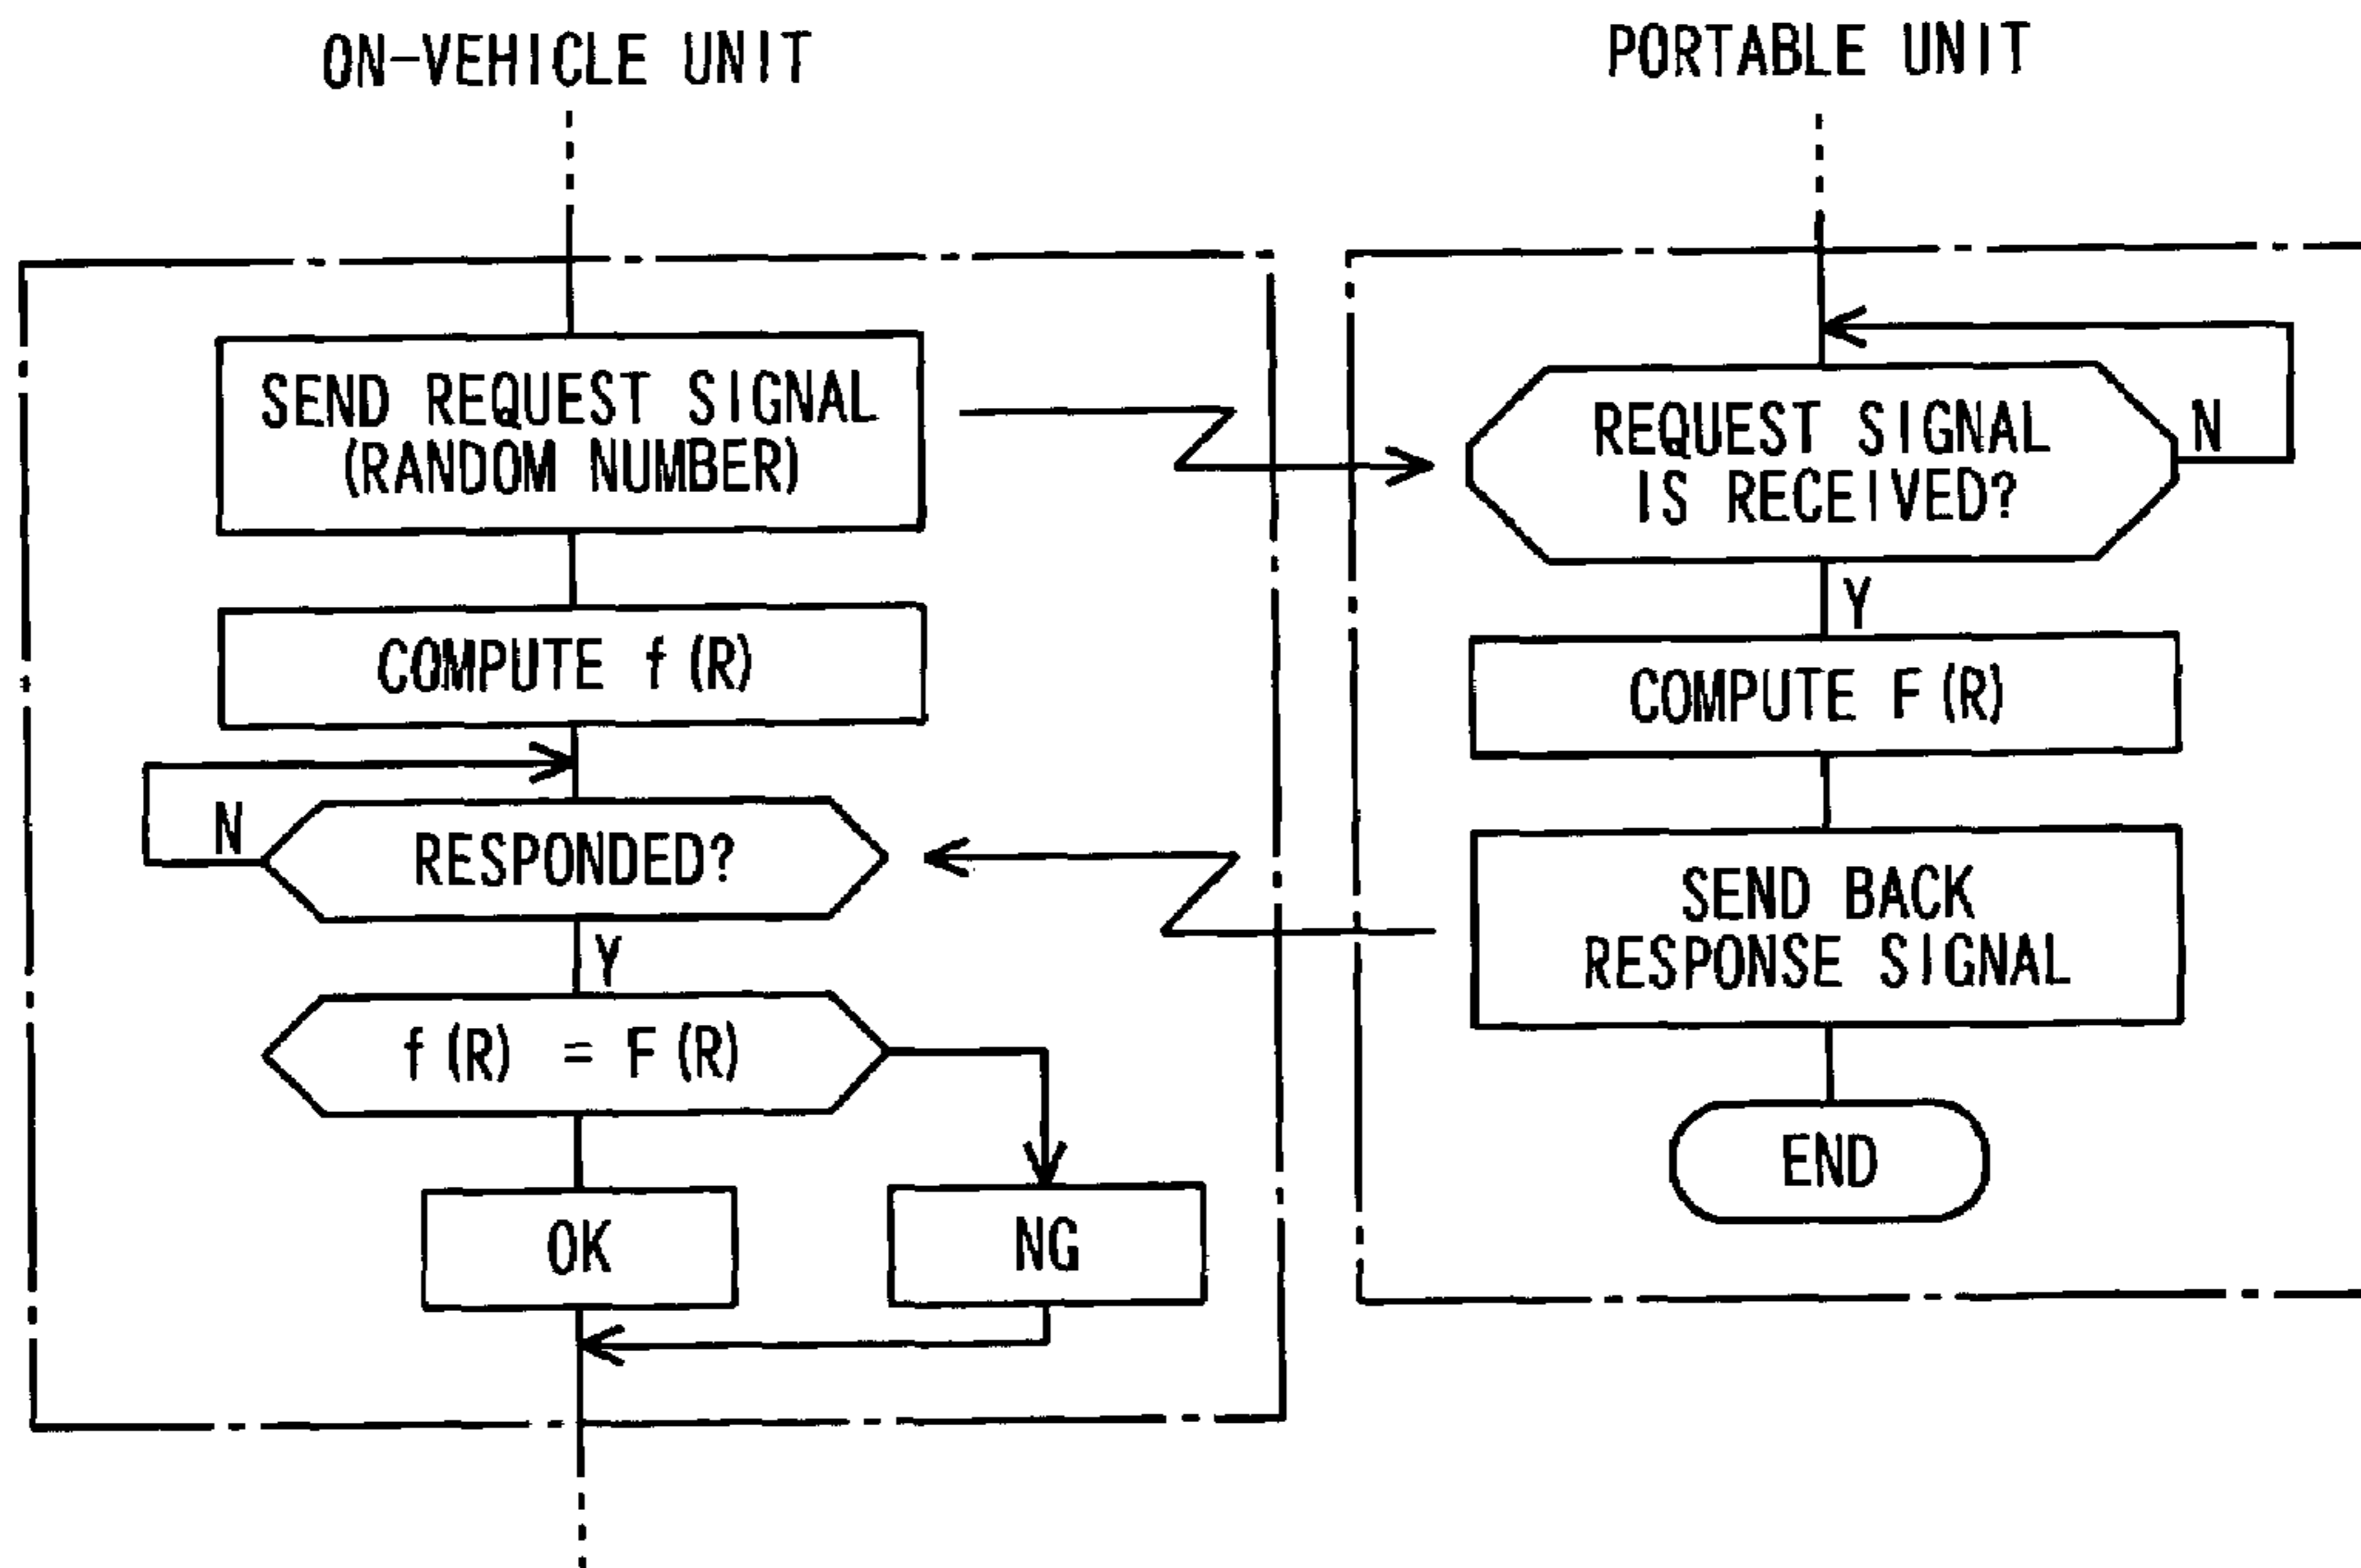 ON-VEHICLE UNIT
SEND REQUEST SIGNAL
(RANDOM NUMBER)
COMPUTE f(R)
N
RESPONDED?
Y
f(R) = F(R)
OK
NG
PORTABLE UNIT
REQUEST SIGNAL
IS RECEIVED?
N
Y
COMPUTE F(R)
SEND BACK
RESPONSE SIGNAL
END